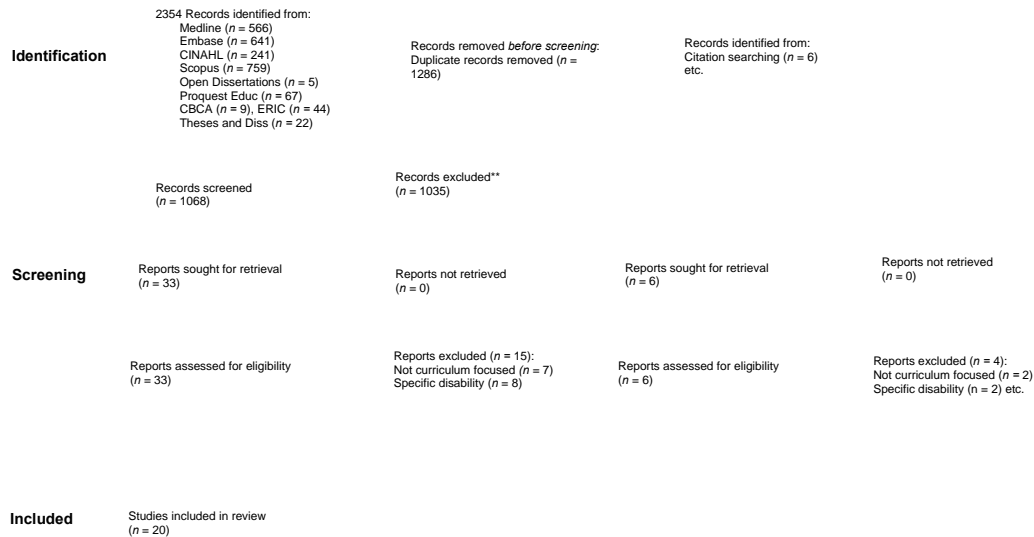 Identification
2354 Records identified from:
Medline (n = 566)
Embase (n = 641)
CINAHL (n = 241)
Scopus (n = 759)
Open Dissertations (n = 5)
Proquest Educ (n = 67)
CBCA (n = 9), ERIC (n = 44)
Theses and Diss (n = 22)
Records removed before screening:
Duplicate records removed (n =
1286)
Records identified from:
Citation searching (n = 6)
etc.
Records screened
(n = 1068)
Records excluded**
(n = 1035)
Screening
Reports sought for retrieval
(n = 33)
Reports not retrieved
(n = 0)
Reports sought for retrieval
(n = 6)
Reports not retrieved
(n = 0)
Reports assessed for eligibility
(n = 33)
Reports excluded (n = 15):
Not curriculum focused (n = 7)
Specific disability (n = 8)
Reports assessed for eligibility
(n = 6)
Reports excluded (n = 4):
Not curriculum focused (n = 2)
Specific disability (n = 2) etc.
Included
Studies included in review
(n = 20)